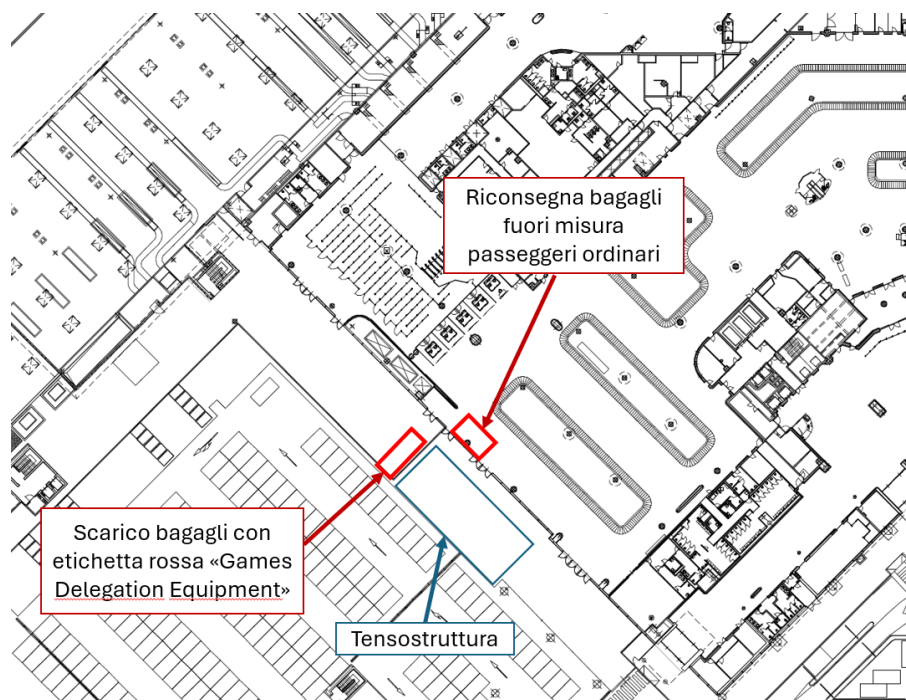 Riconsegna bagagli
fuori misura
passeggeri ordinari
Scarico bagagli con
etichetta rossa «Games
Delegation Equipment»
Tensostruttura